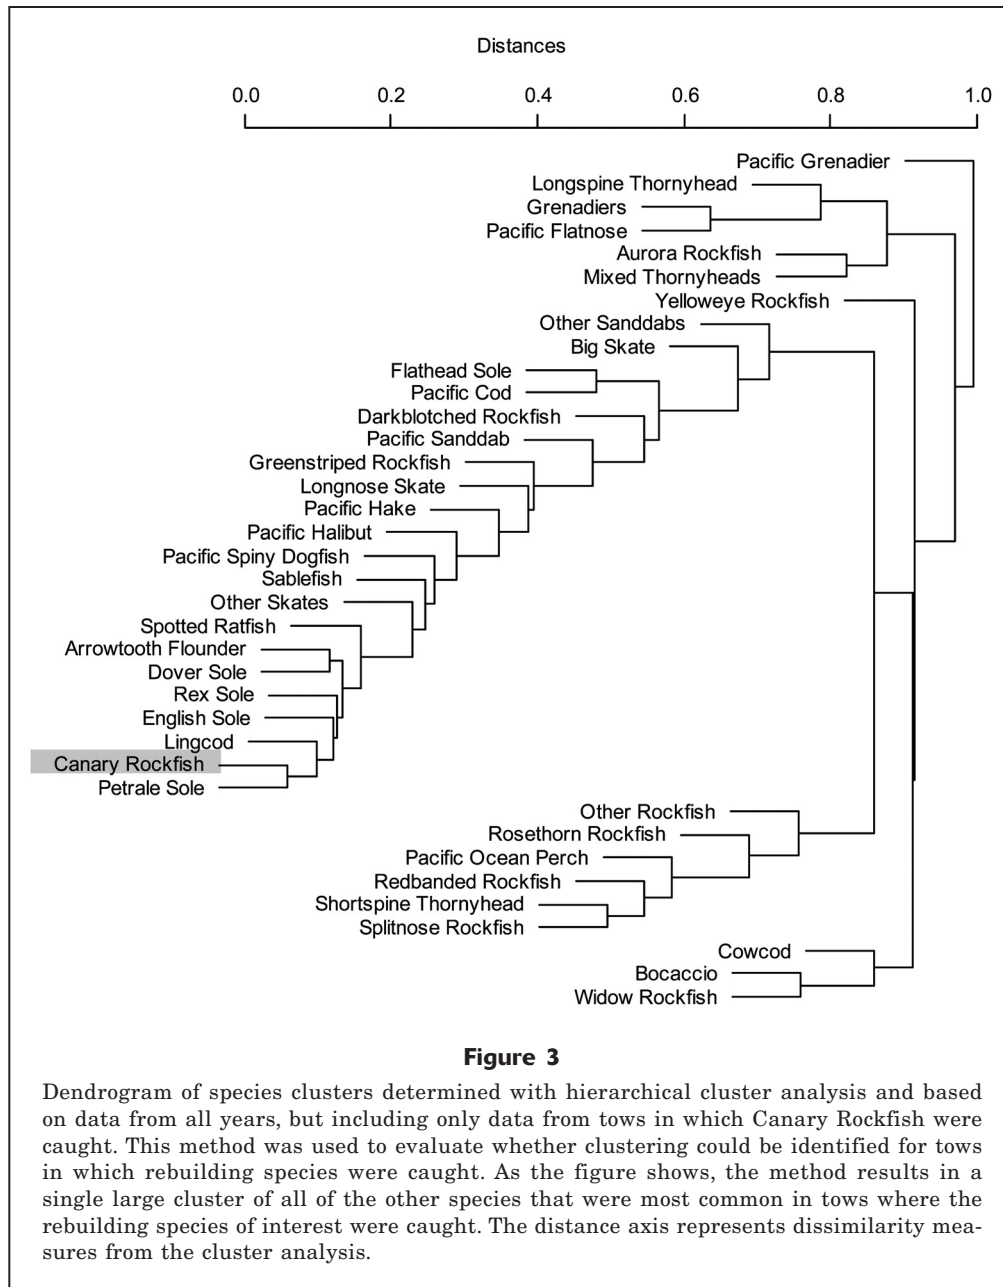 Distances
0.0 0.2 0.4 0.6 0.8 1.0
Pacific Grenadier
Longspine Thornyhead
Grenadiers
Pacific Flatnose
Aurora Rockfish
Mixed Thornyheads
Yelloweye Rockfish
Other Sanddabs
Big Skate
Flathead Sole
Pacific Cod
Darkblotched Rockfish
Pacific Sanddab
Greenstriped Rockfish
Longnose Skate
Pacific Hake
Pacific Halibut
Pacific Spiny Dogfish
Sablefish
Other Skates
Spotted Ratfish
Arrowtooth Flounder
Dover Sole
Rex Sole
English Sole
Lingcod
Canary Rockfish
Petrale Sole
Other Rockfish
Rosethorn Rockfish
Pacific Ocean Perch
Redbanded Rockfish
Shortspine Thornyhead
Splitnose Rockfish
Cowcod
Bocaccio
Widow Rockfish
Figure 3
Dendrogram of species clusters determined with hierarchical cluster analysis and based
on data from all years, but including only data from tows in which Canary Rockfish were
caught. This method was used to evaluate whether clustering could be identified for tows
in which rebuilding species were caught. As the figure shows, the method results in a
single large cluster of all of the other species that were most common in tows where the
rebuilding species of interest were caught. The distance axis represents dissimilarity mea-
sures from the cluster analysis.